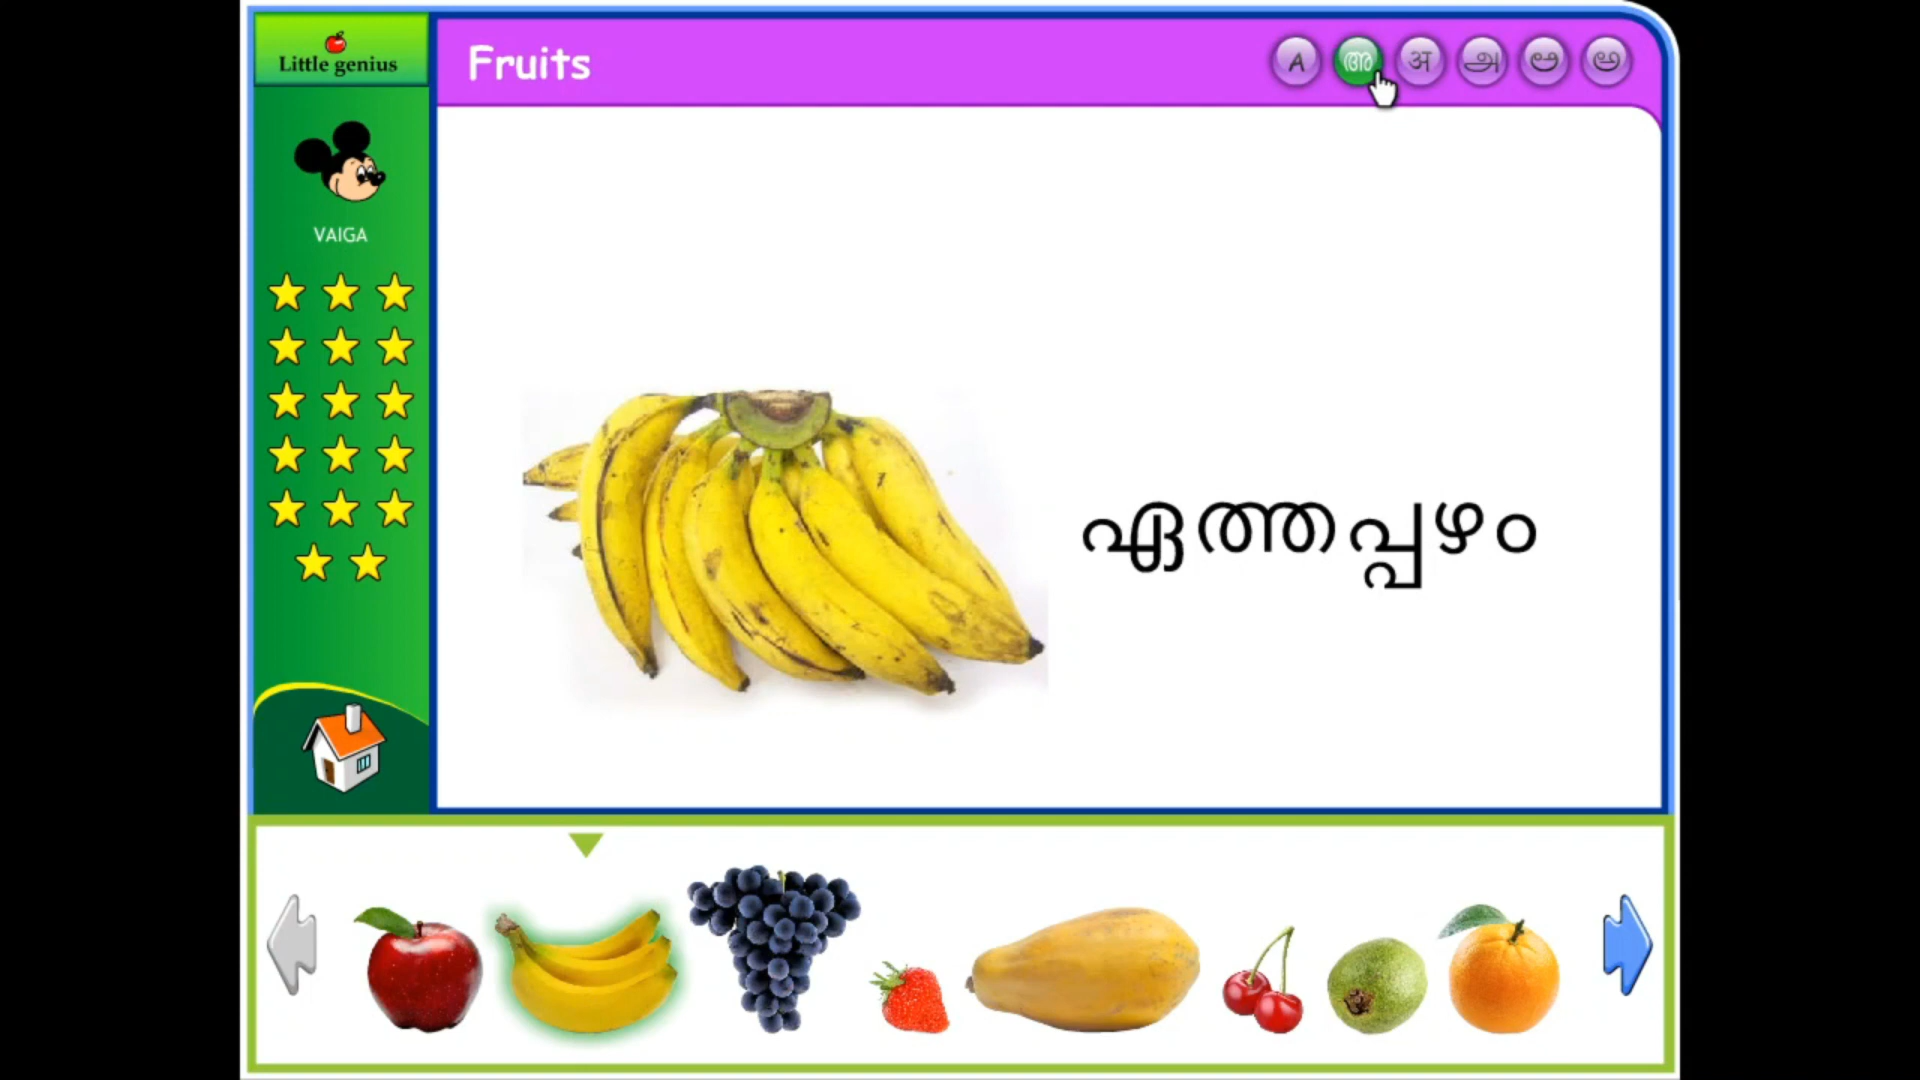 Little genius
Fruits
A അ अ அ ಅ అ
VAIGA
ഏത്തപ്പഴം